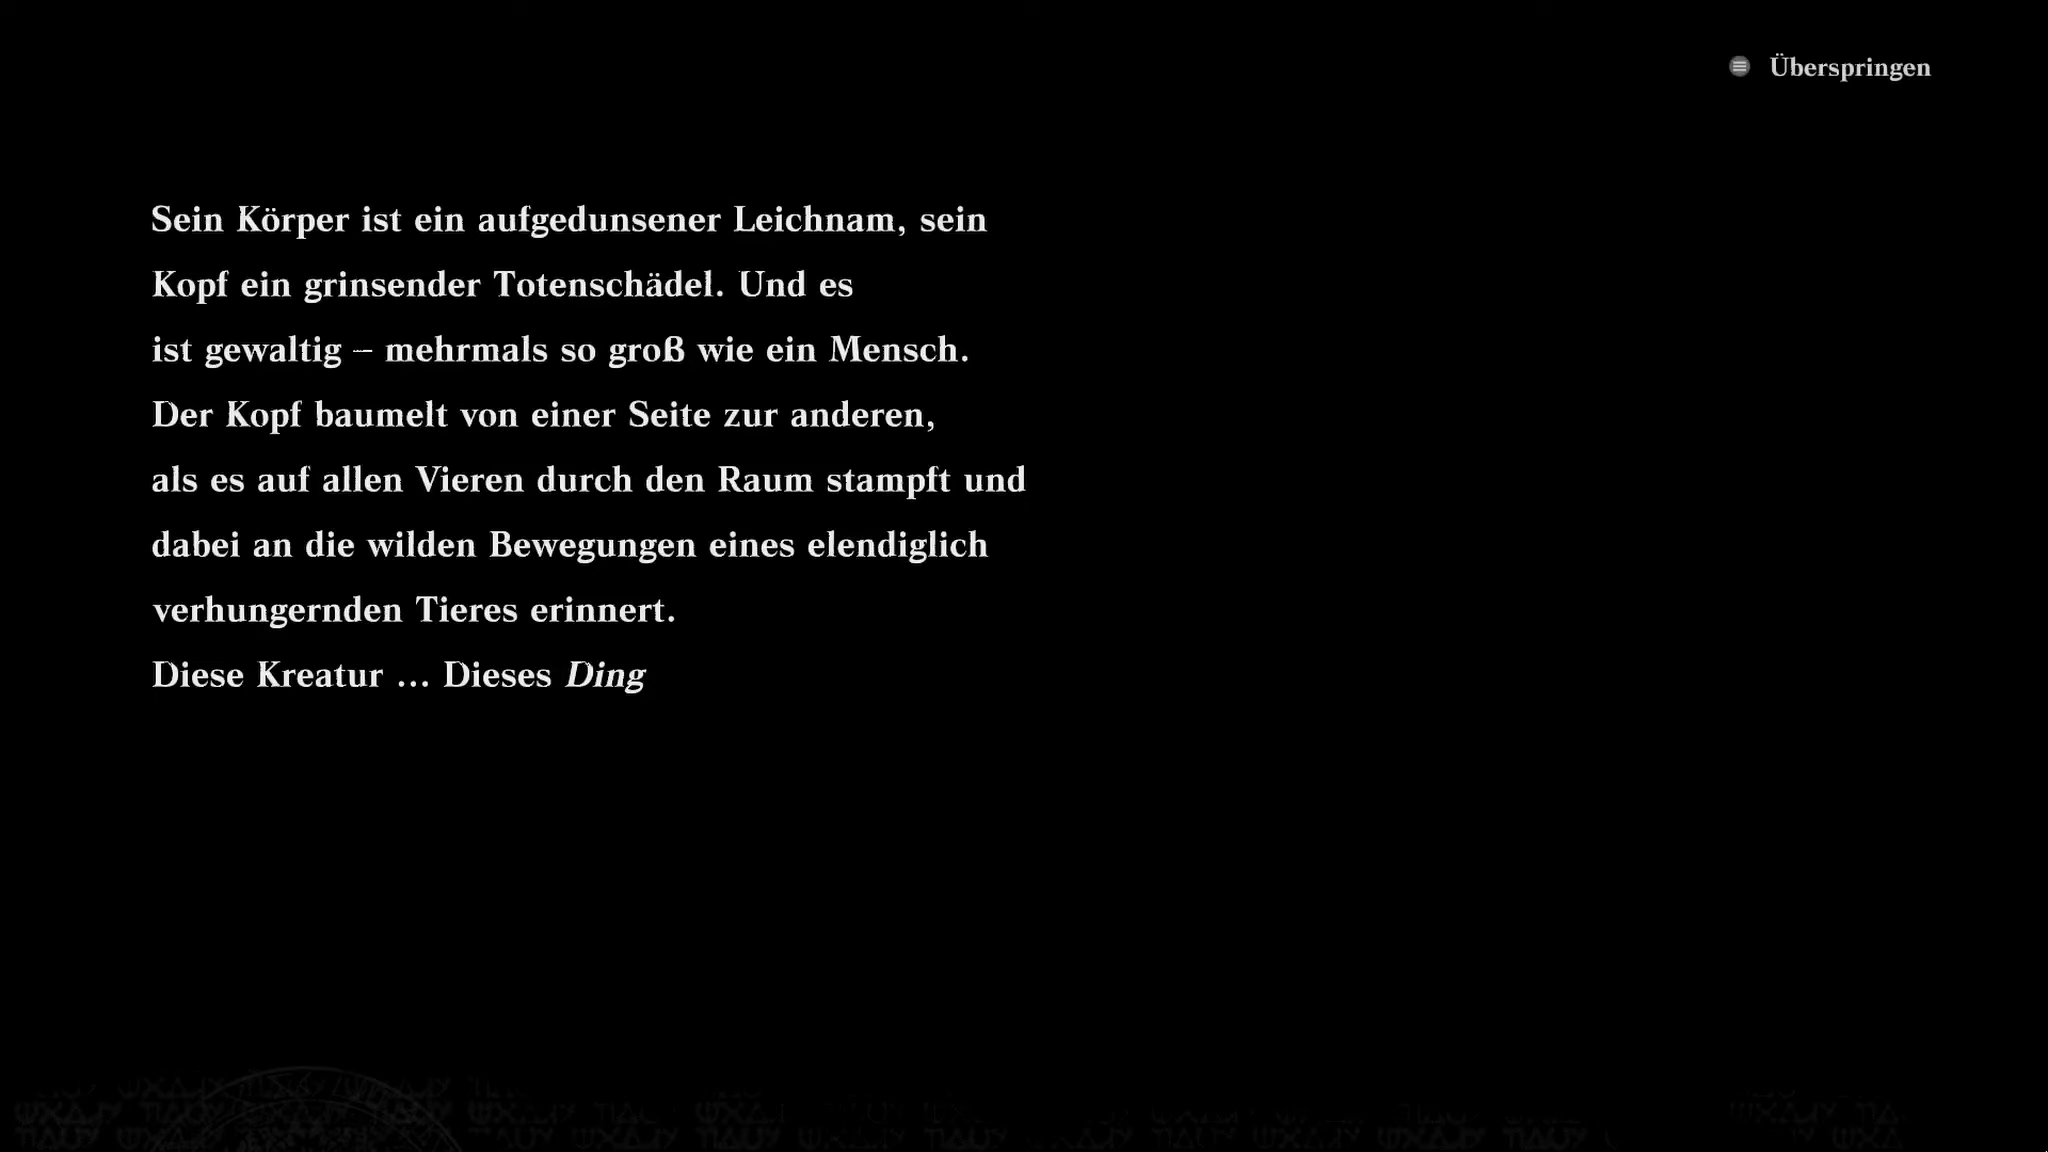 Überspringen
Sein Körper ist ein aufgedunsener Leichnam, sein
Kopf ein grinsender Totenschädel. Und es
ist gewaltig – mehrmals so groß wie ein Mensch.
Der Kopf baumelt von einer Seite zur anderen,
als es auf allen Vieren durch den Raum stampft und
dabei an die wilden Bewegungen eines elendiglich
verhungernden Tieres erinnert.
Diese Kreatur … Dieses Ding